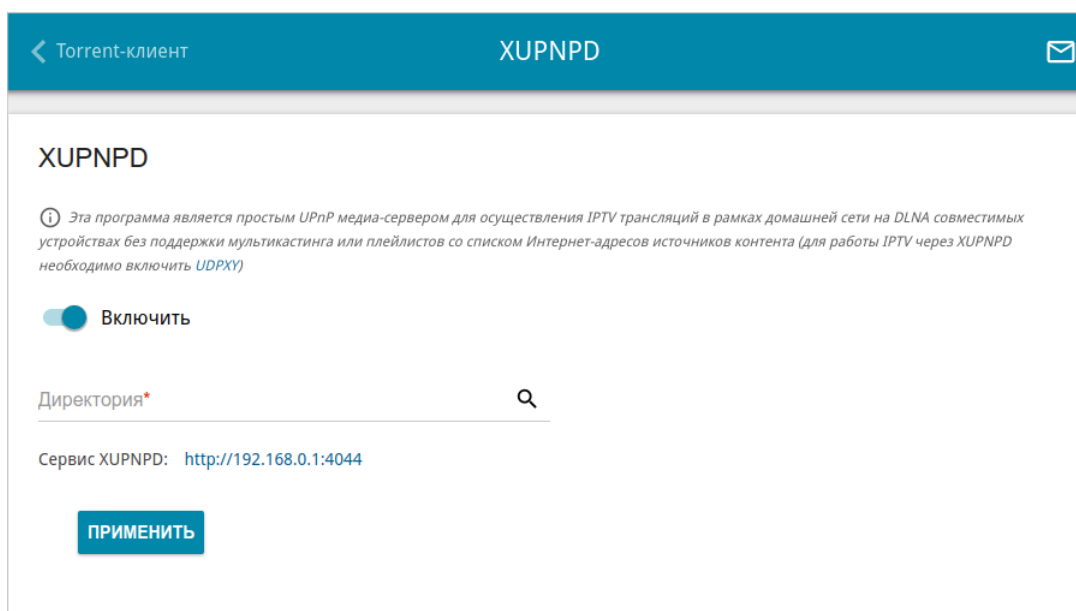 Torrent-клиент
XUPNPD
XUPNPD
Эта программа является простым UPnP медиа-сервером для осуществления IPTV трансляций в рамках домашней сети на DLNA совместимых
устройствах без поддержки мультикастинга или плейлистов со списком Интернет-адресов источников контента (для работы IPTV через XUPNPD
необходимо включить UDPXY)
Включить
Директория*
Сервис XUPNPD: http://192.168.0.1:4044
ПРИМЕНИТЬ